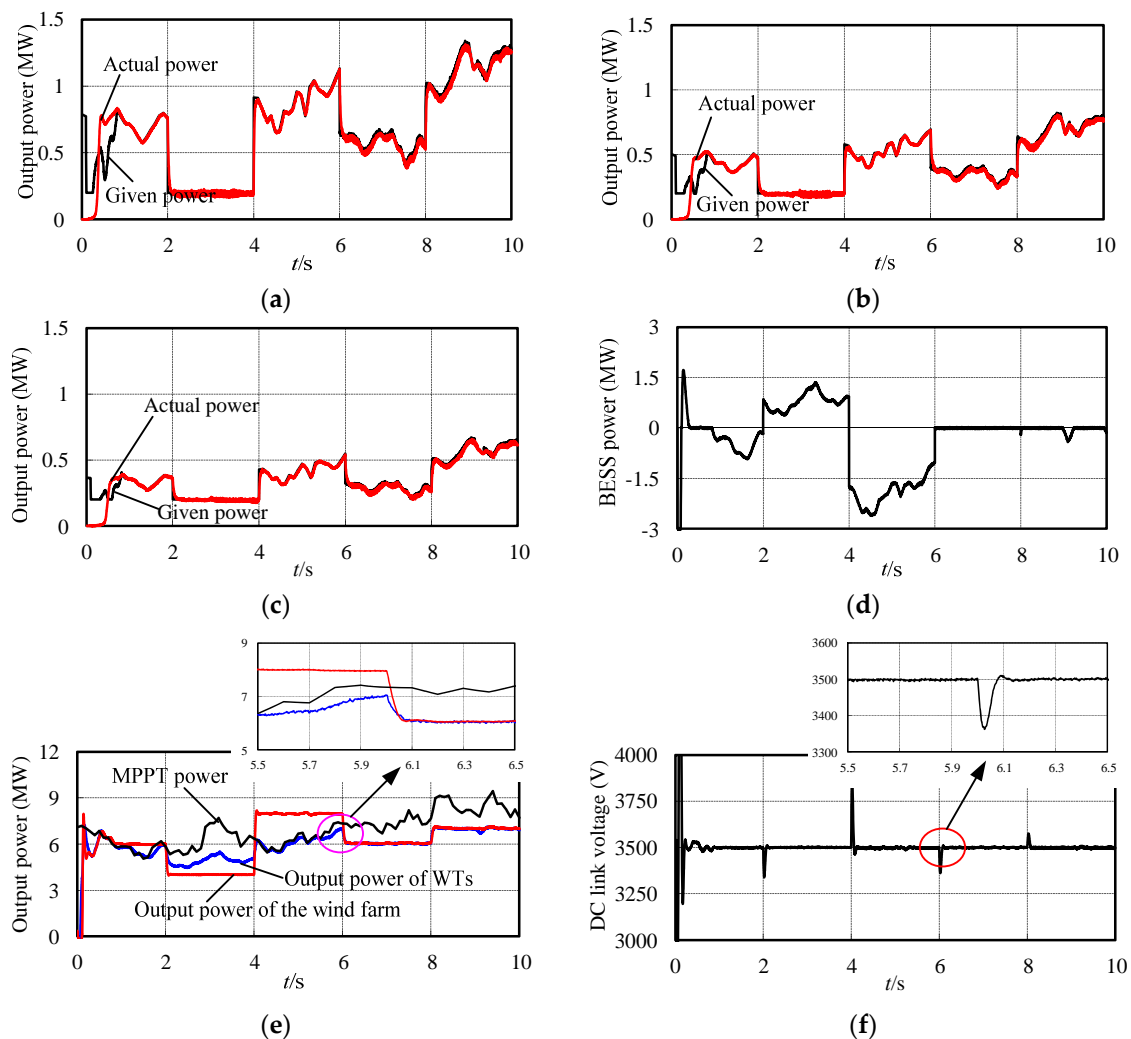 1.5
1
0.5
0
Output power (MW)
Actual power
Given power
0 2 4 6 8 10
t/s
(a)
1.5
1
0.5
0
Output power (MW)
Actual power
Given power
0 2 4 6 8 10
t/s
(b)
1.5
1
0.5
0
Output power (MW)
Actual power
Given power
0 2 4 6 8 10
t/s
(c)
3
1.5
0
-1.5
-3
BESS power (MW)
0 2 4 6 8 10
t/s
(d)
9
7
5
5.5 5.7 5.9 6.1 6.3 6.5
12
9
6
3
0
Output power (MW)
MPPT power
Output power of WTs
Output power of the wind farm
0 2 4 6 8 10
t/s
(e)
3600
3500
3400
3300
5.5 5.7 5.9 6.1 6.3 6.5
4000
3750
3500
3250
3000
DC link voltage (V)
0 2 4 6 8 10
t/s
(f)